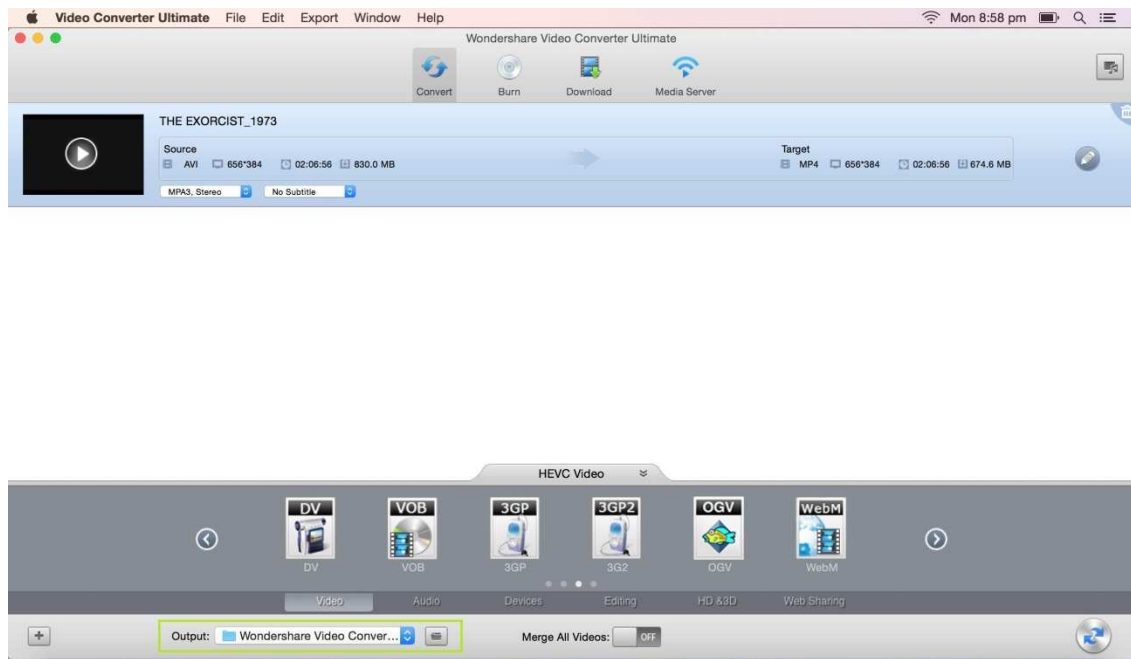 Video Converter Ultimate File Edit Export Window Help Mon 8:58 pm
Wondershare Video Converter Ultimate
Convert Burn Download Media Server
THE EXORCIST_1973
Source Target
AVI 656*384 02:06:56 830.0 MB MP4 656*384 02:06:56 674.6 MB
MPA3, Stereo No Subtitle
HEVC Video
DV VOB 3GP 3GP2 OGV WebM
DV VOB 3GP 3G2 OGV WebM
Video Audio Devices Editing HD &3D Web Sharing
Output: Wondershare Video Conver... Merge All Videos: OFF